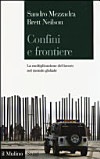 Sandro Mezzadra
Brett Neilson
Confini e frontiere
La moltiplicazione del lavoro
nel mondo globale
il Mulino